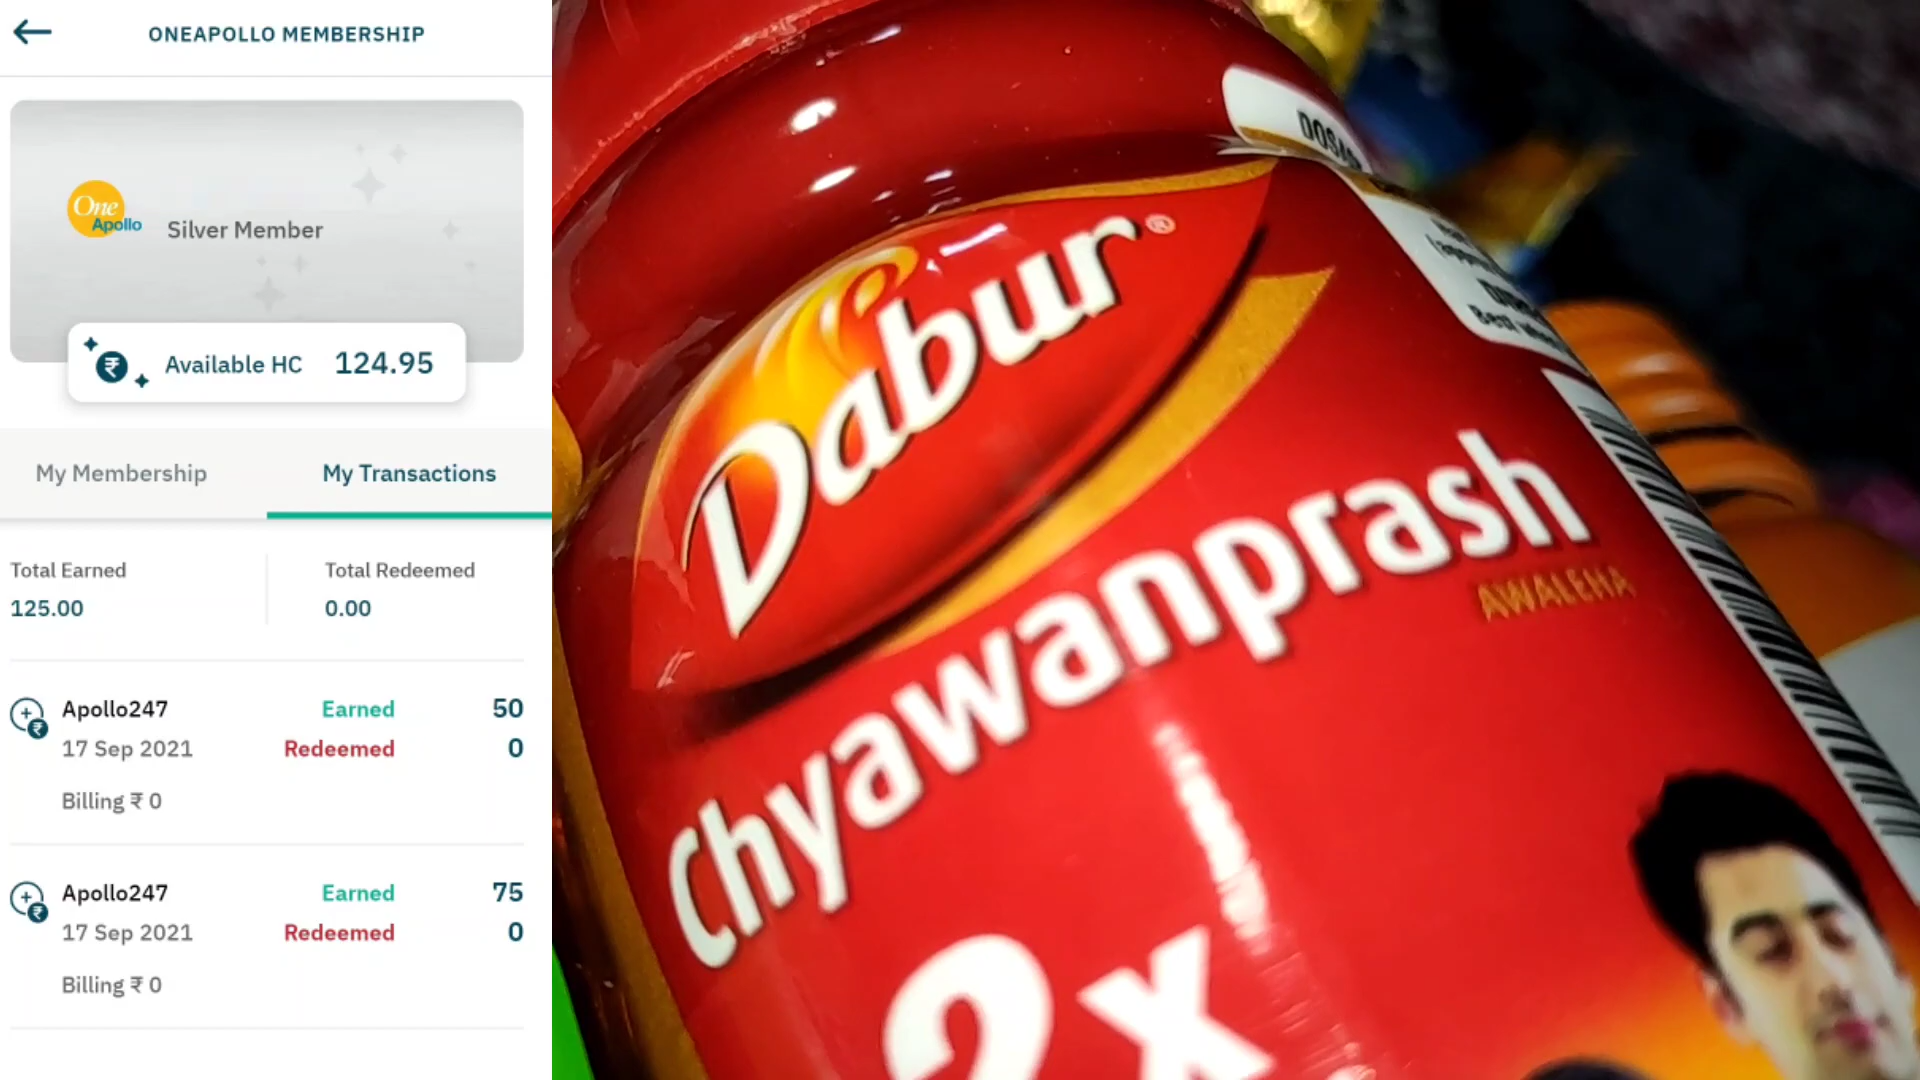 ONEAPOLLO MEMBERSHIP
One
Apollo
Silver Member
₹ Available HC 124.95
My Membership My Transactions
Total Earned Total Redeemed
125.00 0.00
Apollo247 Earned 50
17 Sep 2021 Redeemed 0
Billing ₹ 0
Apollo247 Earned 75
17 Sep 2021 Redeemed 0
Billing ₹ 0
Dabur®
Chyawanprash
AWALEHA
2x
Best